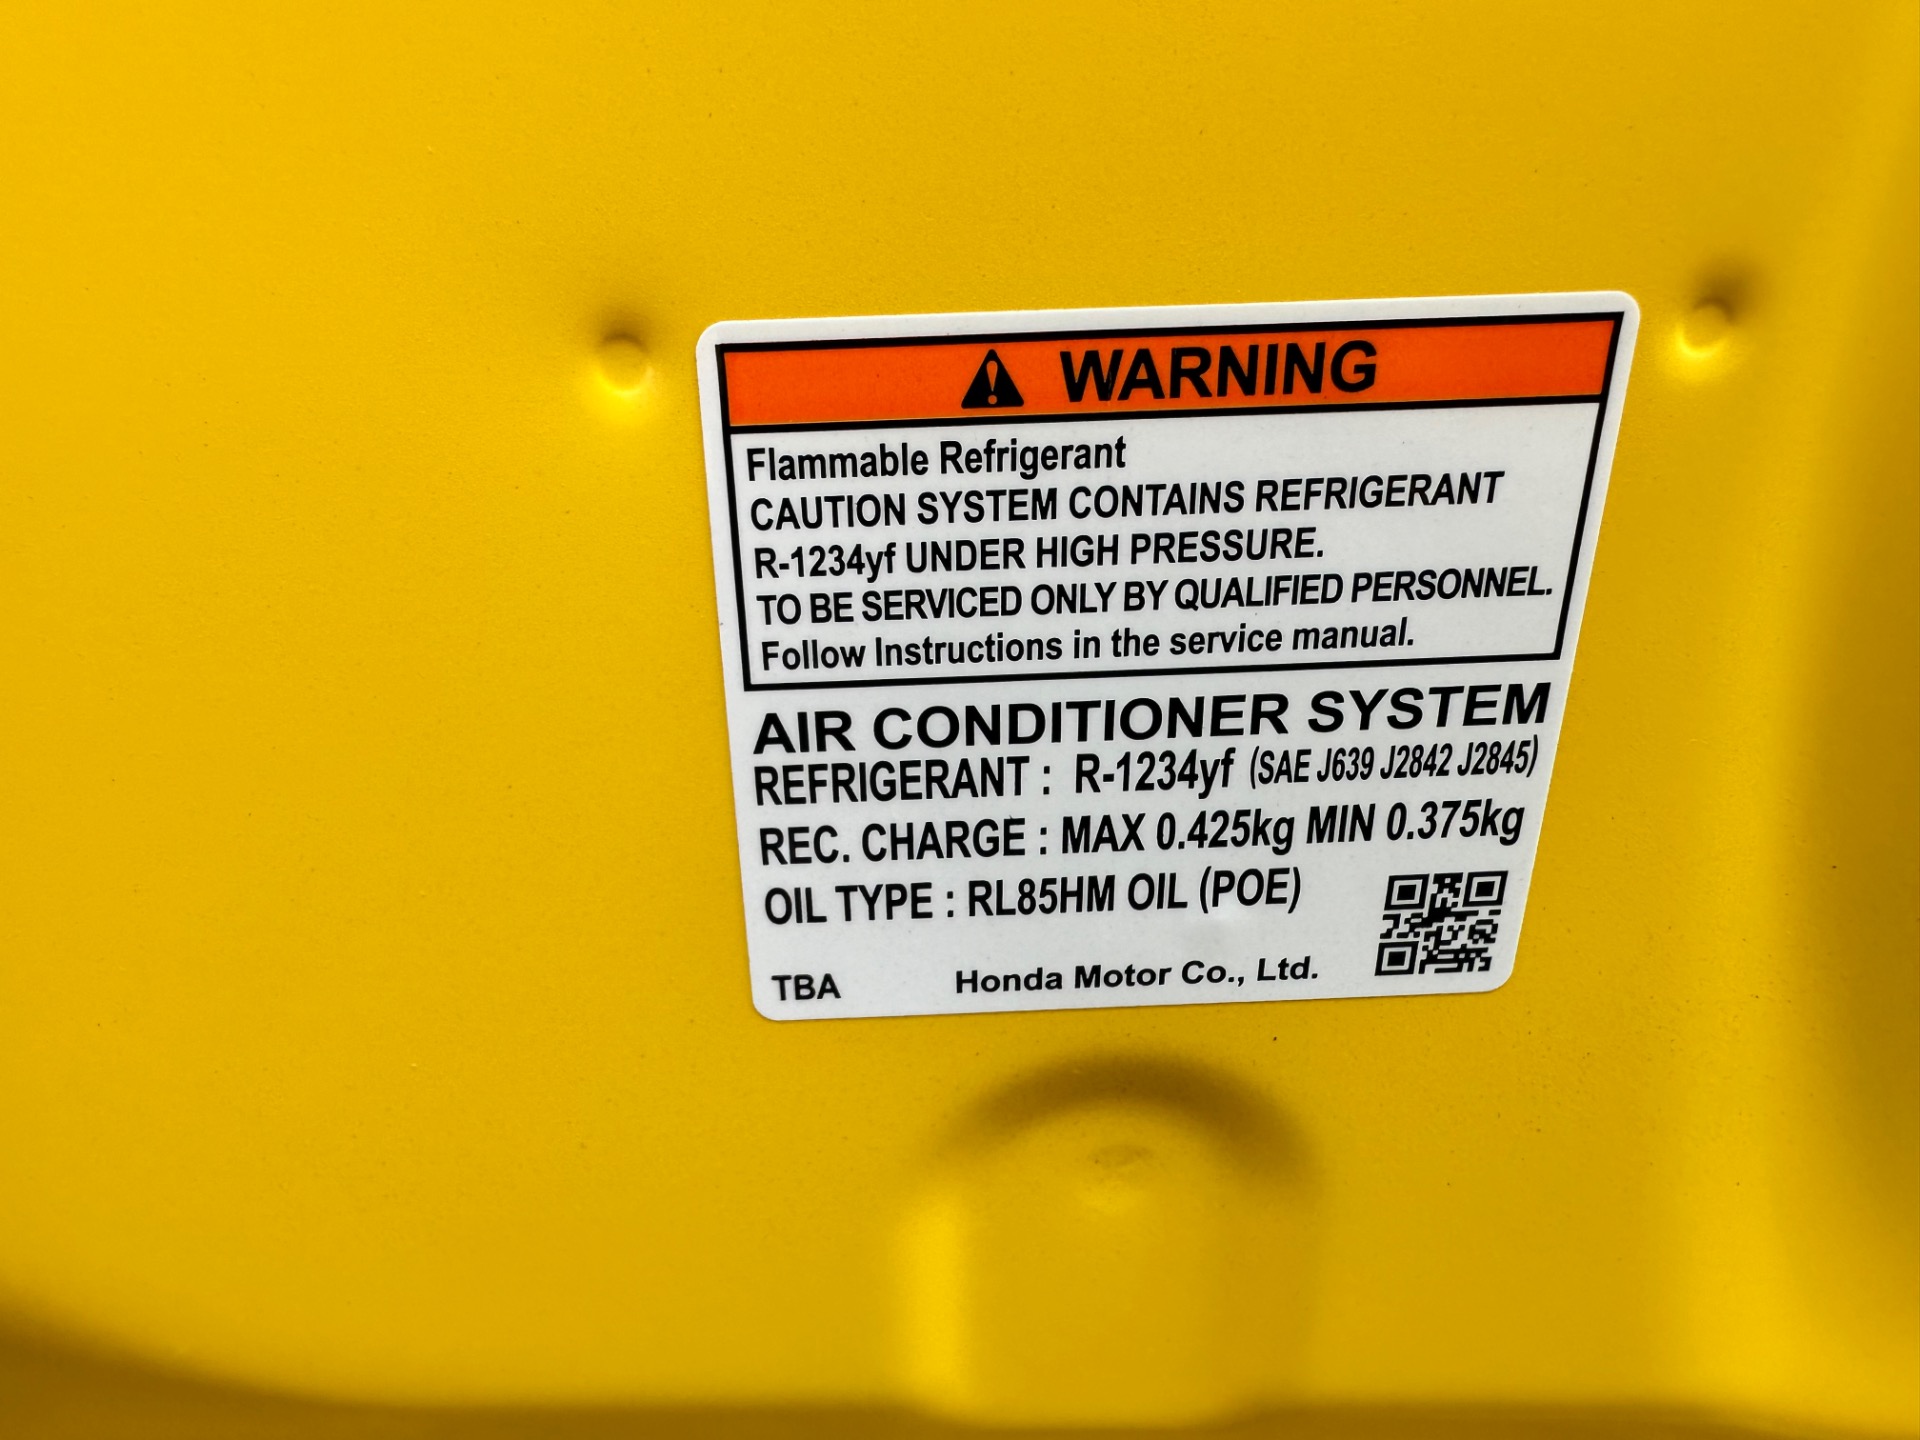 WARNING
Flammable Refrigerant
CAUTION SYSTEM CONTAINS REFRIGERANT
R-1234yf UNDER HIGH PRESSURE.
TO BE SERVICED ONLY BY QUALIFIED PERSONNEL.
Follow Instructions in the service manual.
AIR CONDITIONER SYSTEM
REFRIGERANT : R-1234yf (SAE J639 J2842 J2845)
REC. CHARGE : MAX 0.425kg MIN 0.375kg
OIL TYPE : RL85HM OIL (POE)
TBA Honda Motor Co., Ltd.